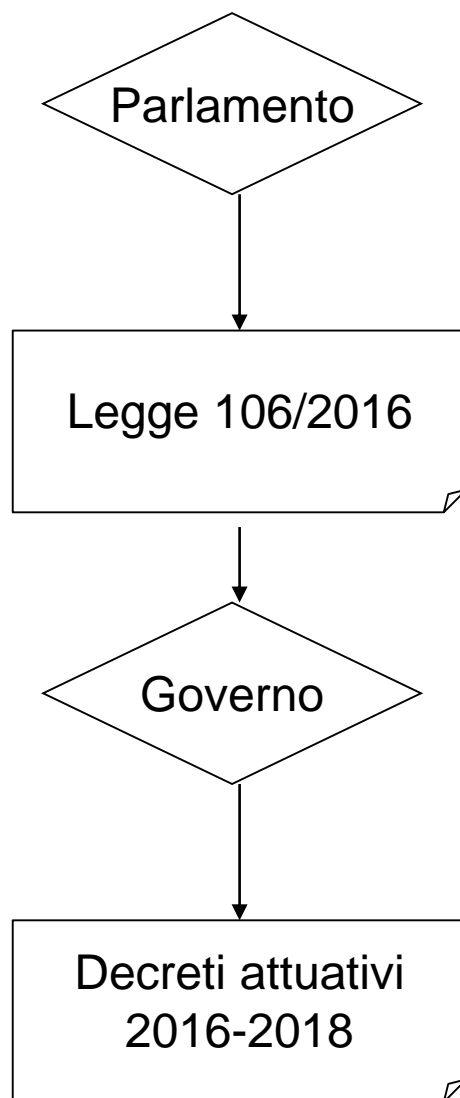 Parlamento
Legge 106/2016
Governo
Decreti attuativi
2016-2018